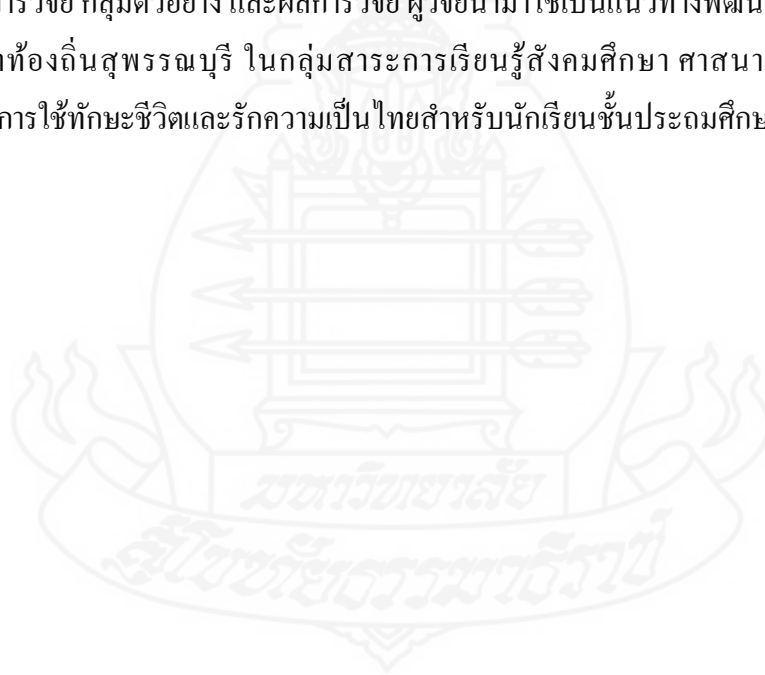 กลุ่มตัวอย่าง และผลการวิจัย ผู้วิจัยนำมาใช้เป็นแนวทางพัฒน
ท้องถิ่นสุพรรณบุรี ในกลุ่มสาระการเรียนรู้สังคมศึกษา ศาสนา
การใช้ทักษะชีวิตและรักความเป็นไทยสำหรับนักเรียนชั้นประถมศึกษ
มหาวิทยาลัย
สุโขทัยธรรมาธิราช